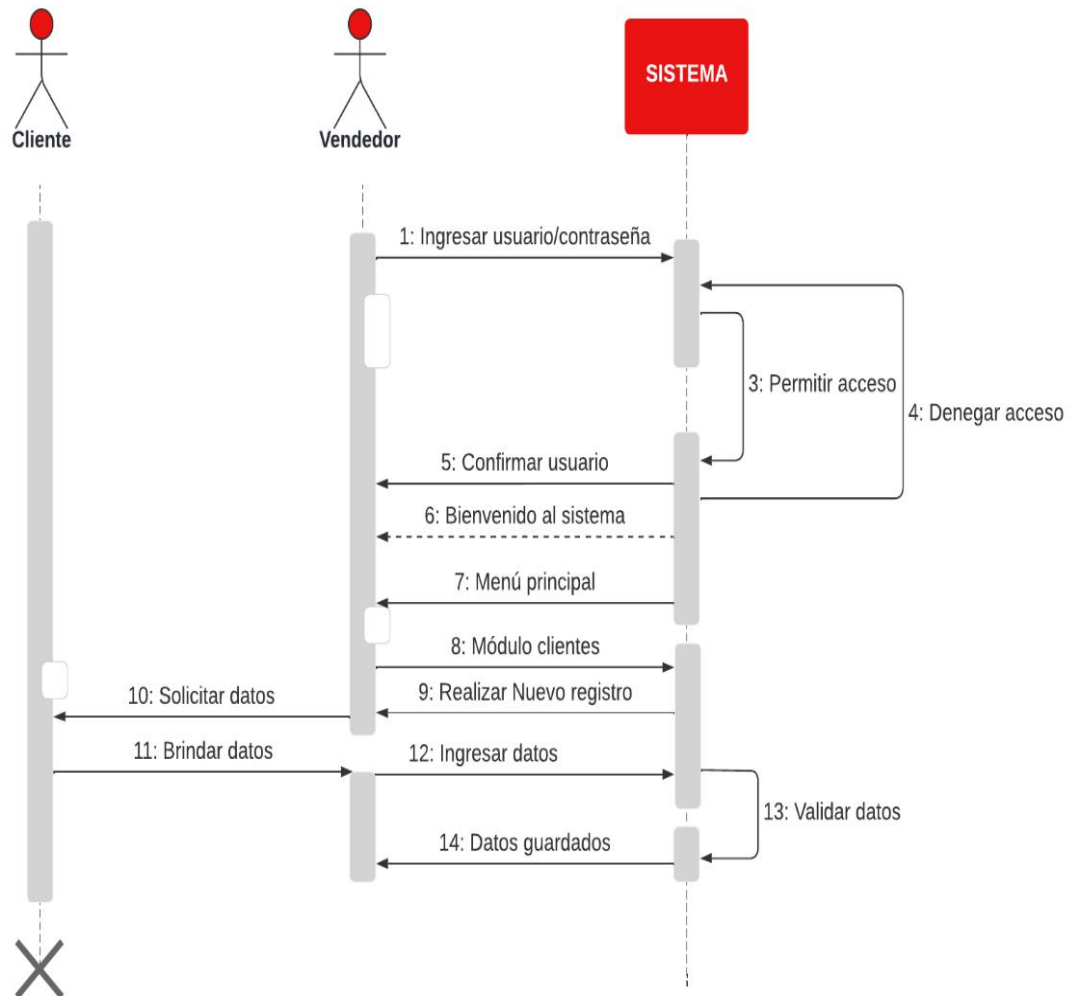 Cliente
Vendedor
SISTEMA
1: Ingresar usuario/contraseña
3: Permitir acceso
4: Denegar acceso
5: Confirmar usuario
6: Bienvenido al sistema
7: Menú principal
8: Módulo clientes
9: Realizar Nuevo registro
10: Solicitar datos
11: Brindar datos
12: Ingresar datos
13: Validar datos
14: Datos guardados